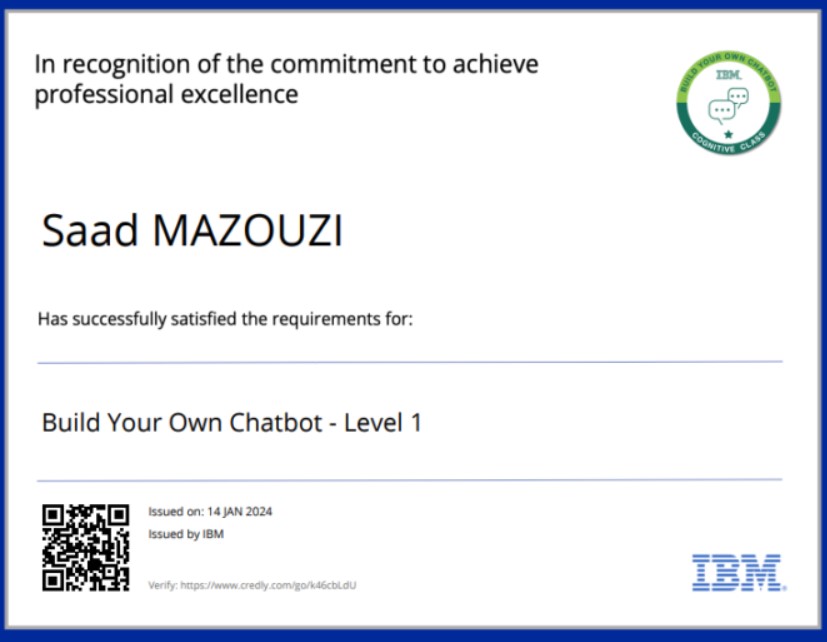 In recognition of the commitment to achieve
professional excellence
BUILD YOUR OWN CHATBOT
IBM.
COGNITIVE CLASS
Saad MAZOUZI
Has successfully satisfied the requirements for:
Build Your Own Chatbot - Level 1
Issued on: 14 JAN 2024
Issued by IBM
Verify: https://www.credly.com/go/k46cbLdU
IBM.